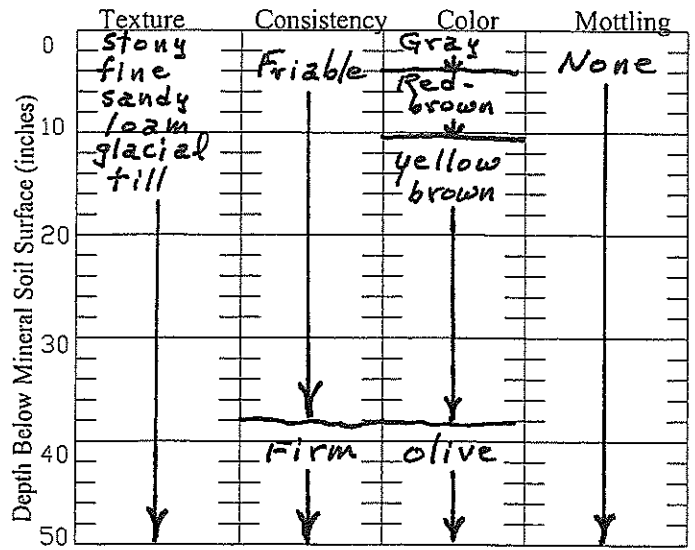 Texture Consistency Color Mottling
Depth Below Mineral Soil Surface (inches)
0
10
20
30
40
50
stony
fine
sandy
loam
glacial
till
Friable
Firm
Gray
Red-
brown
yellow
brown
olive
None